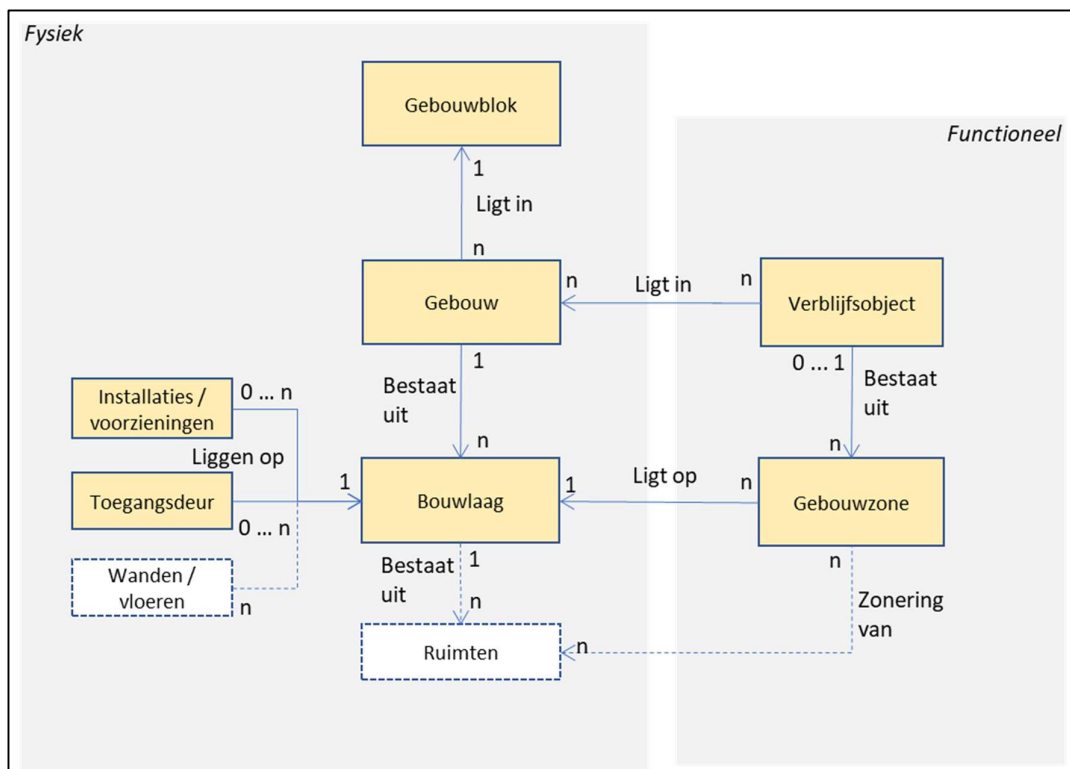 Fysiek
Gebouwblok
Functioneel
1
Ligt in
n
Gebouw
n
Ligt in
n
Verblijfsobject
1
0 ... 1
Bestaat
uit
Bestaat
uit
Installaties /
voorzieningen
0 ... n
n
n
Liggen op
Toegangsdeur
0 ... n
1
Bouwlaag
1
Ligt op
n
Gebouwzone
Wanden /
vloeren
n
1
Bestaat
uit
n
n
Zonering
van
Ruimten
n